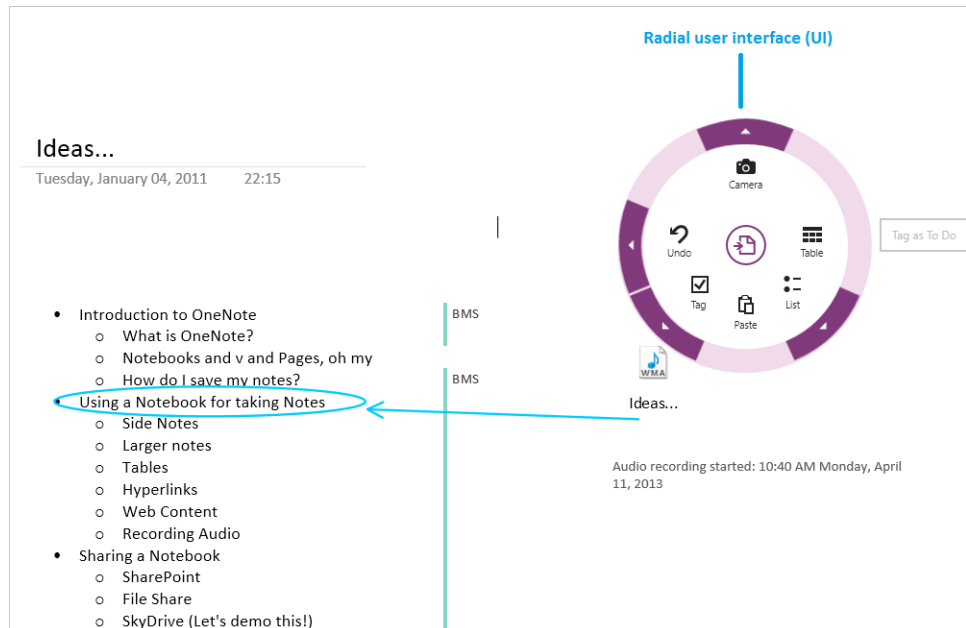 Radial user interface (UI)
Ideas...
Tuesday, January 04, 2011 22:15
Camera
Undo
Table
Tag as To Do
Tag
List
Paste
Introduction to OneNote
BMS
What is OneNote?
Notebooks and v and Pages, oh my
How do I save my notes?
BMS
Using a Notebook for taking Notes
Side Notes
Larger notes
Tables
Hyperlinks
Web Content
Recording Audio
Sharing a Notebook
SharePoint
File Share
SkyDrive (Let's demo this!)
WMA
Ideas...
Audio recording started: 10:40 AM Monday, April
11, 2013